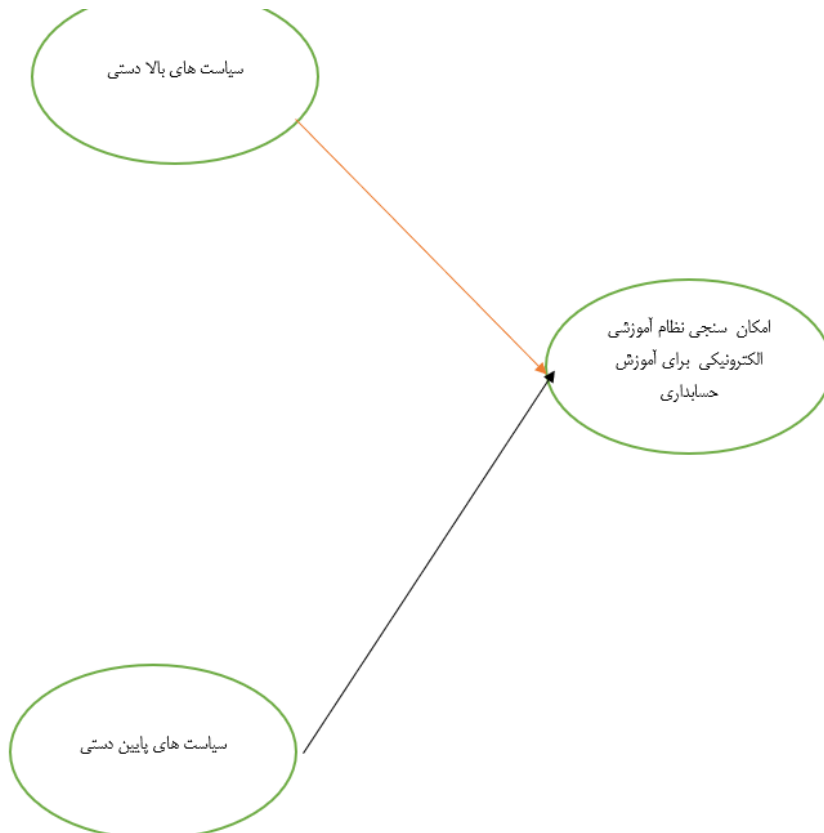 سیاست های بالا دستی
امکان سنجی نظام آموزشی
الکترونیکی برای آموزش
حسابداری
سیاست های پایین دستی